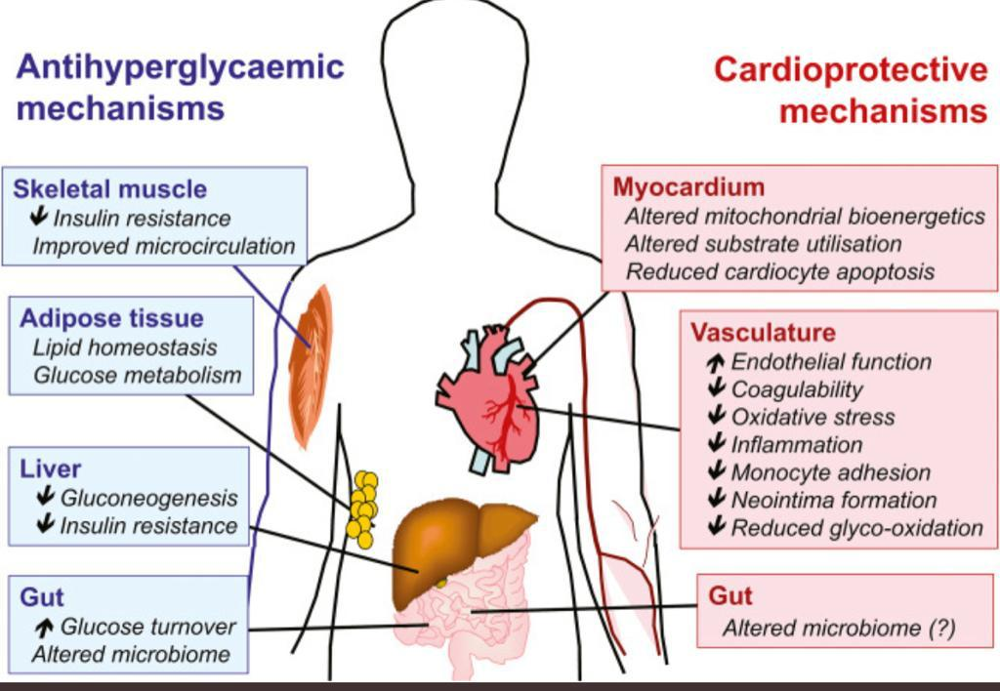 Antihyperglycaemic
mechanisms
Skeletal muscle
↓ Insulin resistance
Improved microcirculation
Adipose tissue
Lipid homeostasis
Glucose metabolism
Liver
↓ Gluconeogenesis
↓ Insulin resistance
Gut
↑ Glucose turnover
Altered microbiome
Cardioprotective
mechanisms
Myocardium
Altered mitochondrial bioenergetics
Altered substrate utilisation
Reduced cardiocyte apoptosis
Vasculature
↑ Endothelial function
↓ Coagulability
↓ Oxidative stress
↓ Inflammation
↓ Monocyte adhesion
↓ Neointima formation
↓ Reduced glyco-oxidation
Gut
Altered microbiome (?)